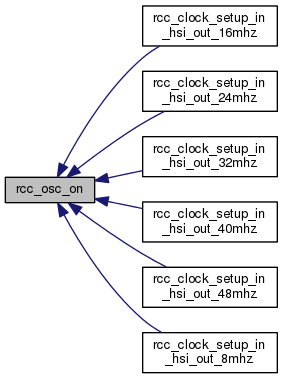 rcc_clock_setup_in
_hsi_out_16mhz
rcc_clock_setup_in
_hsi_out_24mhz
rcc_clock_setup_in
_hsi_out_32mhz
rcc_osc_on
rcc_clock_setup_in
_hsi_out_40mhz
rcc_clock_setup_in
_hsi_out_48mhz
rcc_clock_setup_in
_hsi_out_8mhz